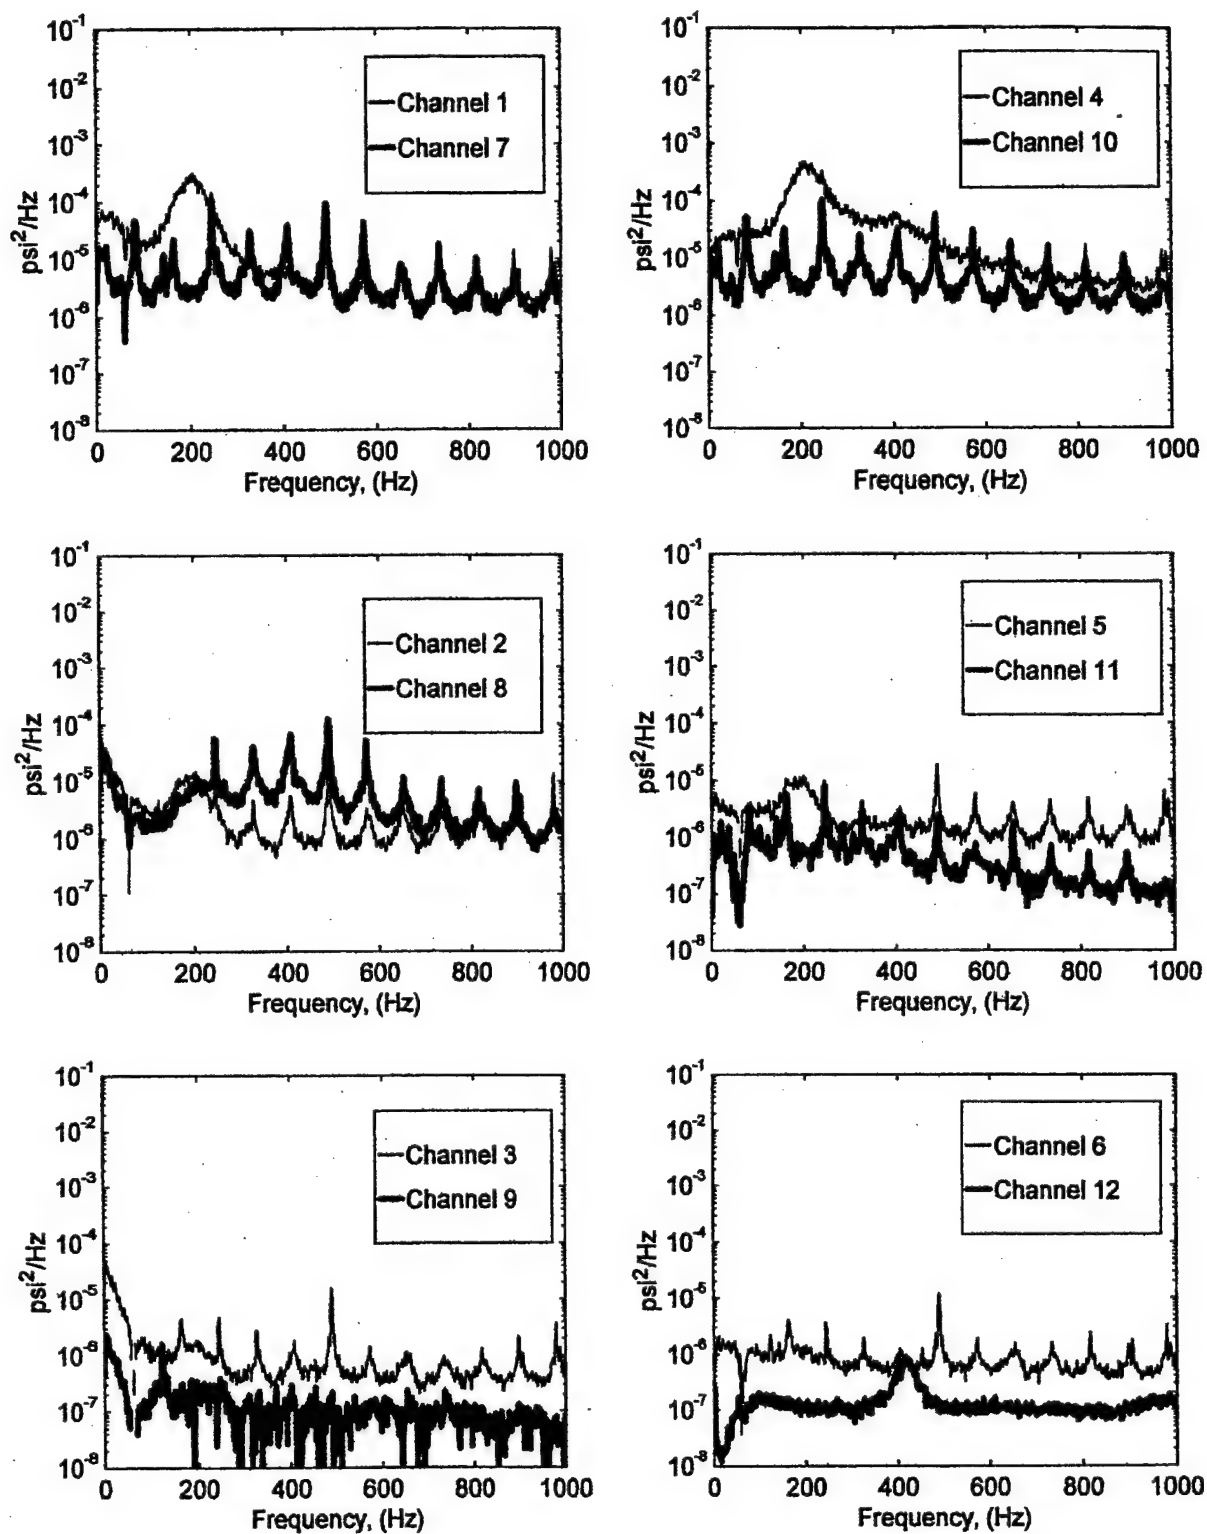 10-1
10-2
10-3
10-4
10-5
10-6
10-7
10-8
psi2/Hz
Channel 1
Channel 7
0 200 400 600 800 1000
Frequency, (Hz)
10-1
10-2
10-3
10-4
10-5
10-6
10-7
10-8
psi2/Hz
Channel 4
Channel 10
0 200 400 600 800 1000
Frequency, (Hz)
10-1
10-2
10-3
10-4
10-5
10-6
10-7
10-8
psi2/Hz
Channel 2
Channel 8
0 200 400 600 800 1000
Frequency, (Hz)
10-1
10-2
10-3
10-4
10-5
10-6
10-7
10-8
psi2/Hz
Channel 5
Channel 11
0 200 400 600 800 1000
Frequency, (Hz)
10-1
10-2
10-3
10-4
10-5
10-6
10-7
10-8
psi2/Hz
Channel 3
Channel 9
0 200 400 600 800 1000
Frequency, (Hz)
10-1
10-2
10-3
10-4
10-5
10-6
10-7
10-8
psi2/Hz
Channel 6
Channel 12
0 200 400 600 800 1000
Frequency, (Hz)